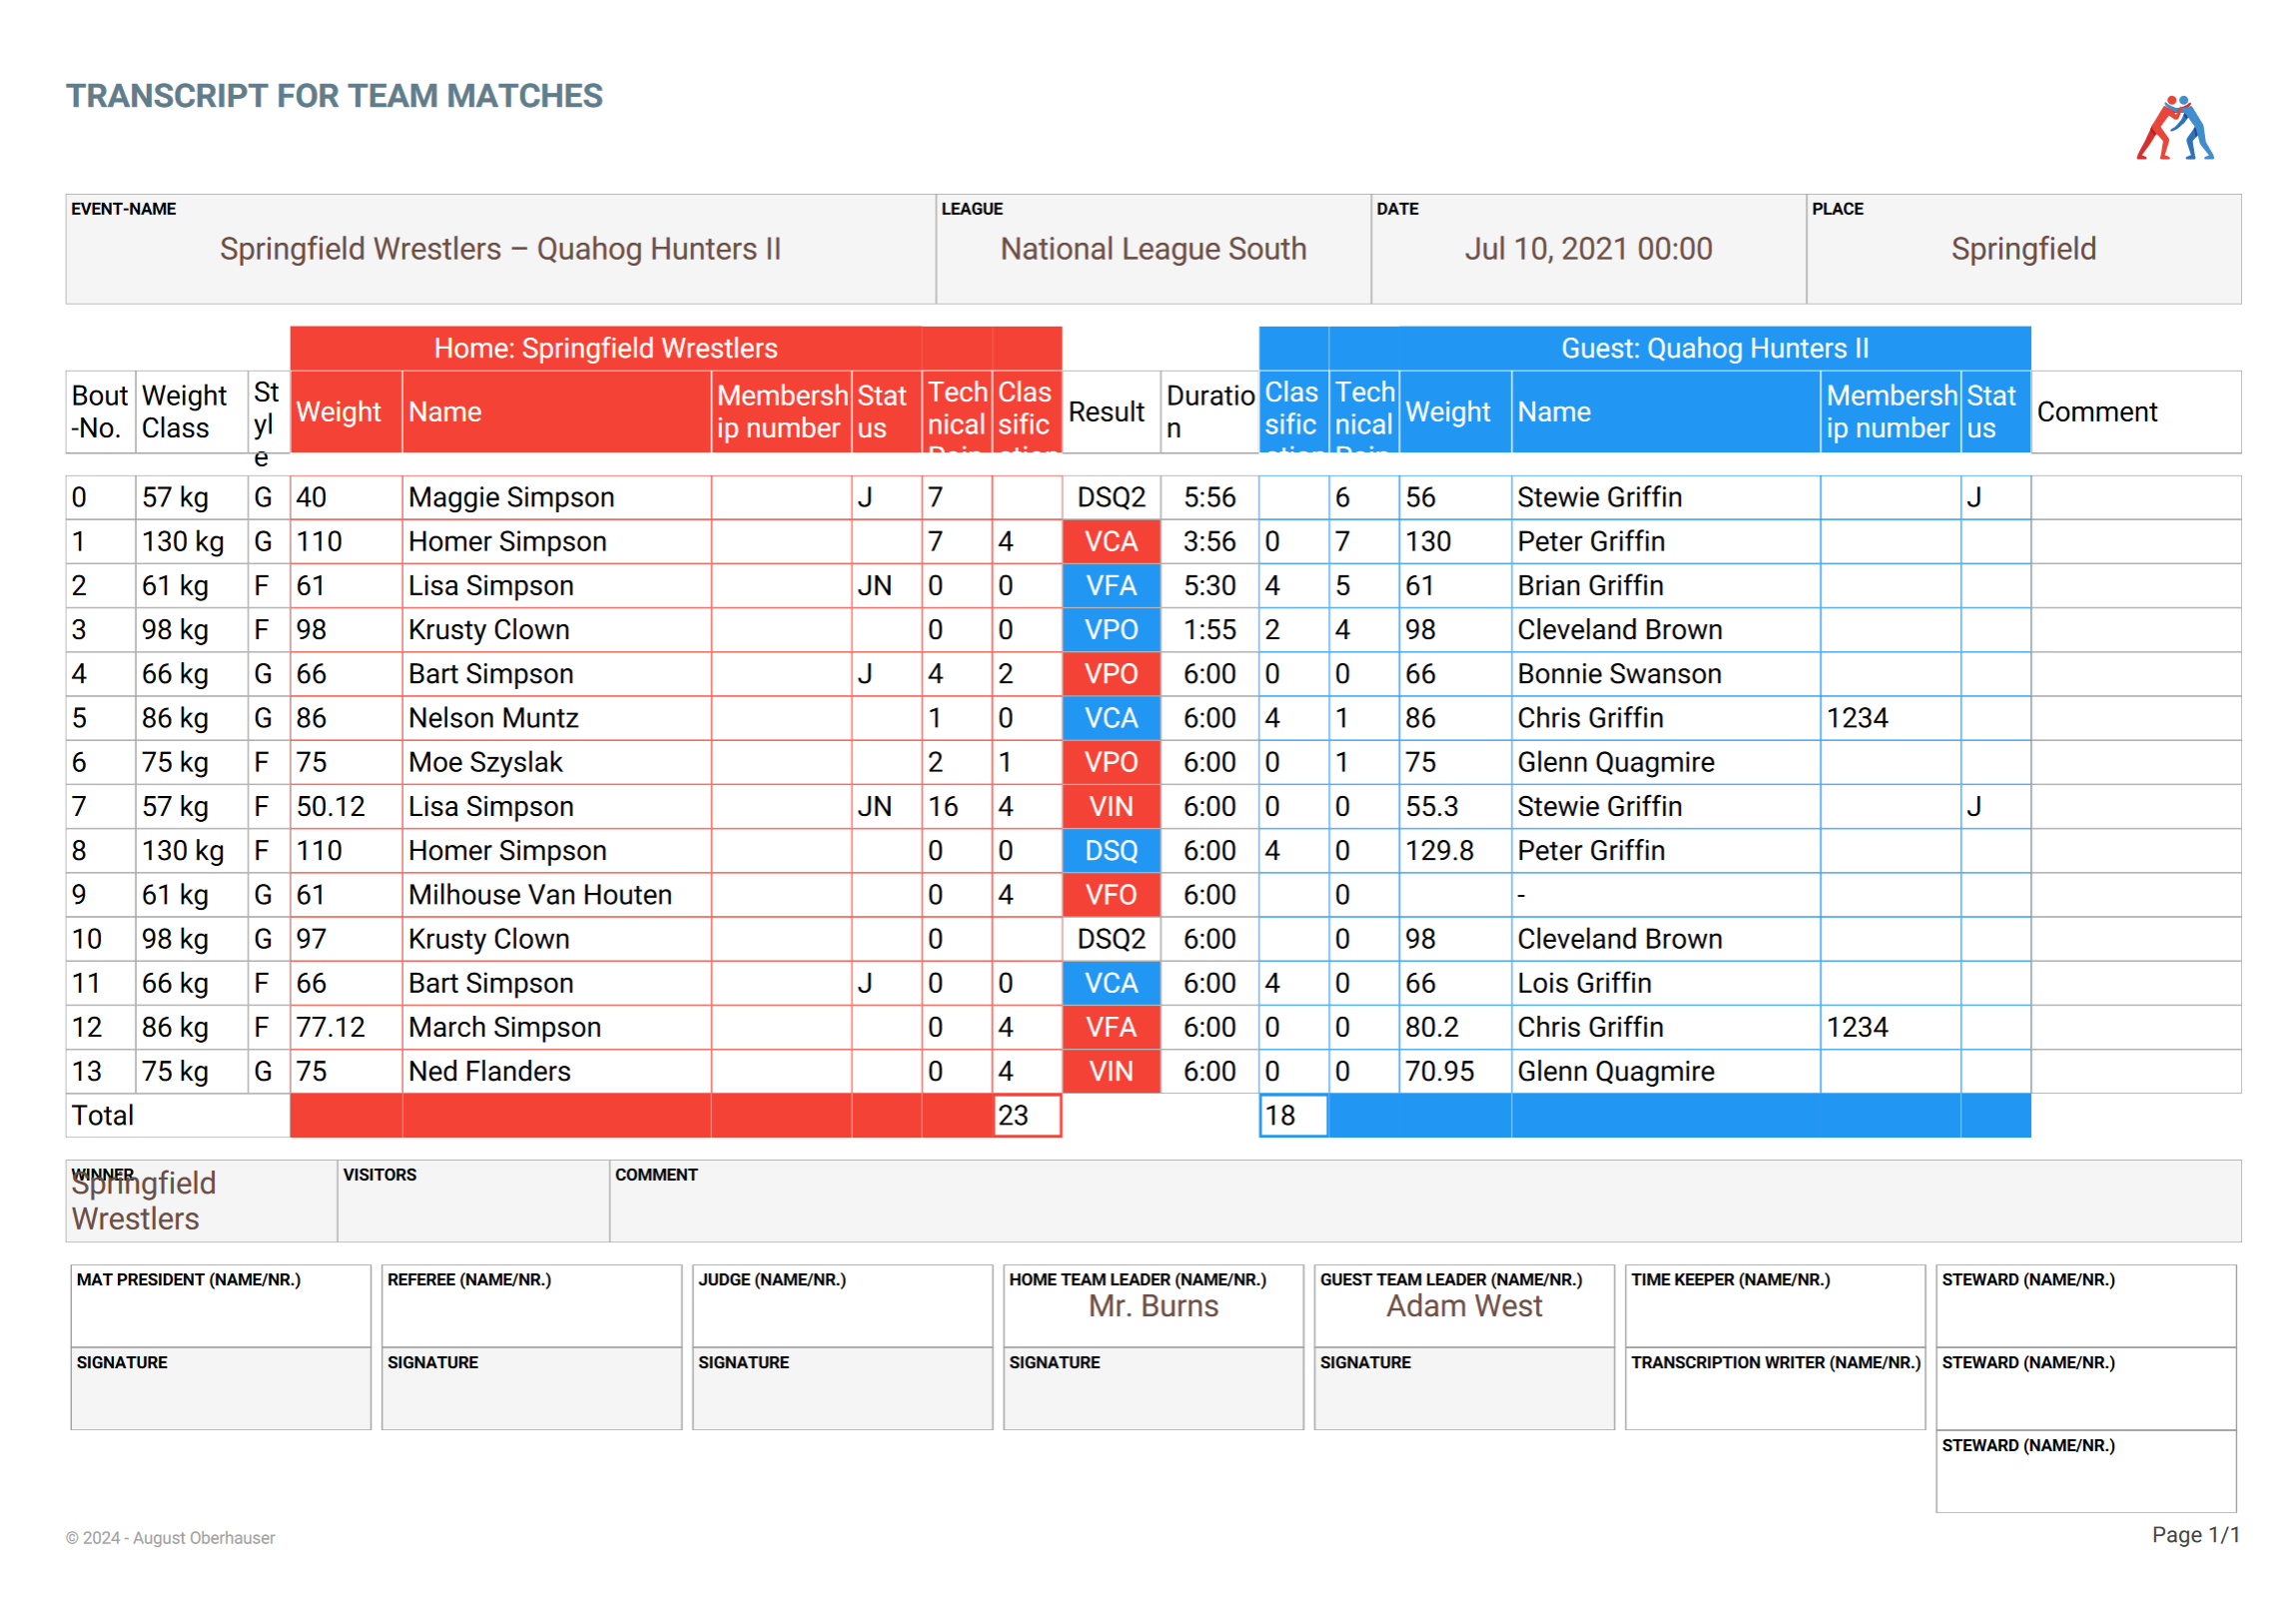 TRANSCRIPT FOR TEAM MATCHES
EVENT-NAME LEAGUE DATE PLACE
Springfield Wrestlers – Quahog Hunters II National League South Jul 10, 2021 00:00 Springfield
Home: Springfield Wrestlers Guest: Quahog Hunters II
Bout-No. Weight Class Style Weight Name Membership number Status Technical Poin Classification Result Duration Classification Technical Poin Weight Name Membership number Status Comment
0 57 kg G 40 Maggie Simpson J 7 DSQ2 5:56 6 56 Stewie Griffin J
1 130 kg G 110 Homer Simpson 7 4 VCA 3:56 0 7 130 Peter Griffin
2 61 kg F 61 Lisa Simpson JN 0 0 VFA 5:30 4 5 61 Brian Griffin
3 98 kg F 98 Krusty Clown 0 0 VPO 1:55 2 4 98 Cleveland Brown
4 66 kg G 66 Bart Simpson J 4 2 VPO 6:00 0 0 66 Bonnie Swanson
5 86 kg G 86 Nelson Muntz 1 0 VCA 6:00 4 1 86 Chris Griffin 1234
6 75 kg F 75 Moe Szyslak 2 1 VPO 6:00 0 1 75 Glenn Quagmire
7 57 kg F 50.12 Lisa Simpson JN 16 4 VIN 6:00 0 0 55.3 Stewie Griffin J
8 130 kg F 110 Homer Simpson 0 0 DSQ 6:00 4 0 129.8 Peter Griffin
9 61 kg G 61 Milhouse Van Houten 0 4 VFO 6:00 0 -
10 98 kg G 97 Krusty Clown 0 DSQ2 6:00 0 98 Cleveland Brown
11 66 kg F 66 Bart Simpson J 0 0 VCA 6:00 4 0 66 Lois Griffin
12 86 kg F 77.12 March Simpson 0 4 VFA 6:00 0 0 80.2 Chris Griffin 1234
13 75 kg G 75 Ned Flanders 0 4 VIN 6:00 0 0 70.95 Glenn Quagmire
Total 23 18
WINNER VISITORS COMMENT
Springfield
Wrestlers
MAT PRESIDENT (NAME/NR.) REFEREE (NAME/NR.) JUDGE (NAME/NR.) HOME TEAM LEADER (NAME/NR.) GUEST TEAM LEADER (NAME/NR.) TIME KEEPER (NAME/NR.) STEWARD (NAME/NR.)
Mr. Burns Adam West
SIGNATURE SIGNATURE SIGNATURE SIGNATURE SIGNATURE TRANSCRIPTION WRITER (NAME/NR.) STEWARD (NAME/NR.)
STEWARD (NAME/NR.)
© 2024 - August Oberhauser Page 1/1